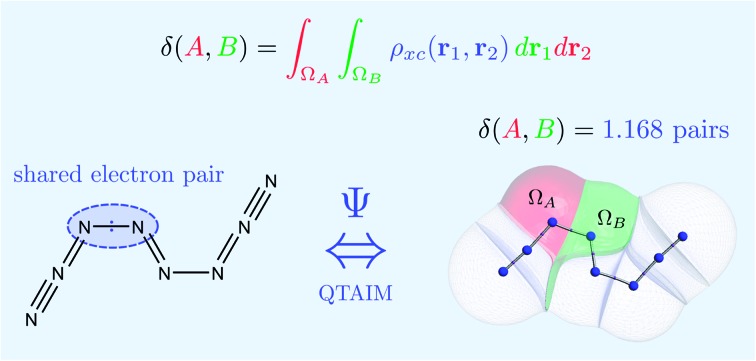 δ(A, B) = ∫_{Ω_A} ∫_{Ω_B} ρ_{xc}(r₁, r₂) dr₁dr₂
δ(A, B) = 1.168 pairs
shared electron pair
N
N N N
Ψ
Ω_A
Ω_B
N N N
QTAIM
N